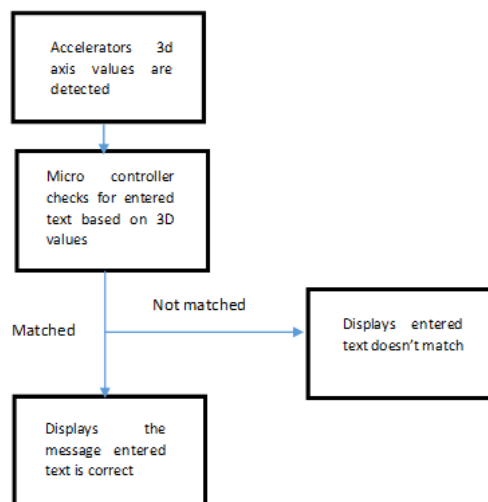 Accelerators 3d
axis values are
detected
Micro controller
checks for entered
text based on 3D
values
Not matched
Matched
Displays entered
text doesn't match
Displays the
message entered
text is correct